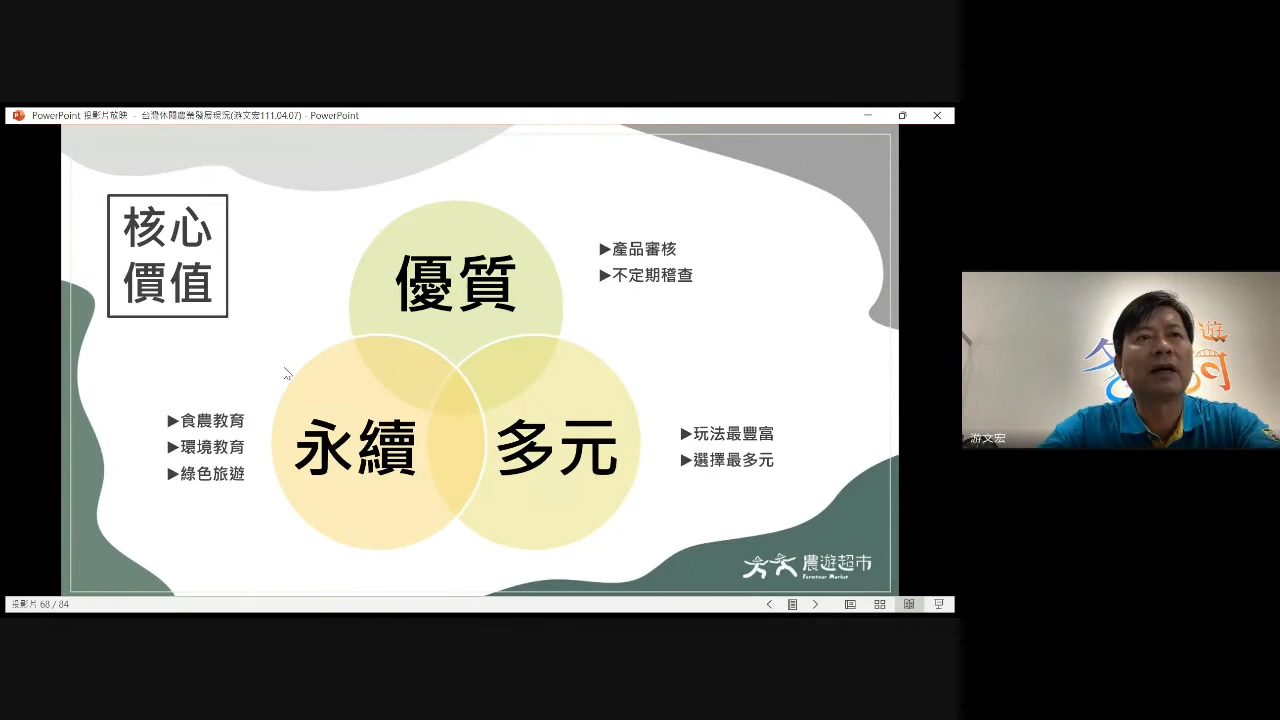 PowerPoint 投影片放映 - 台灣休閒農業發展現況(游文宏111.04.07) - PowerPoint
核心
價值
優質
▶產品審核
▶不定期稽查
▶食農教育
▶環境教育
▶綠色旅遊
永續
多元
▶玩法最豐富
▶選擇最多元
農遊超市
Farmtour Market
投影片 68 / 84
遊
冬
河
游文宏